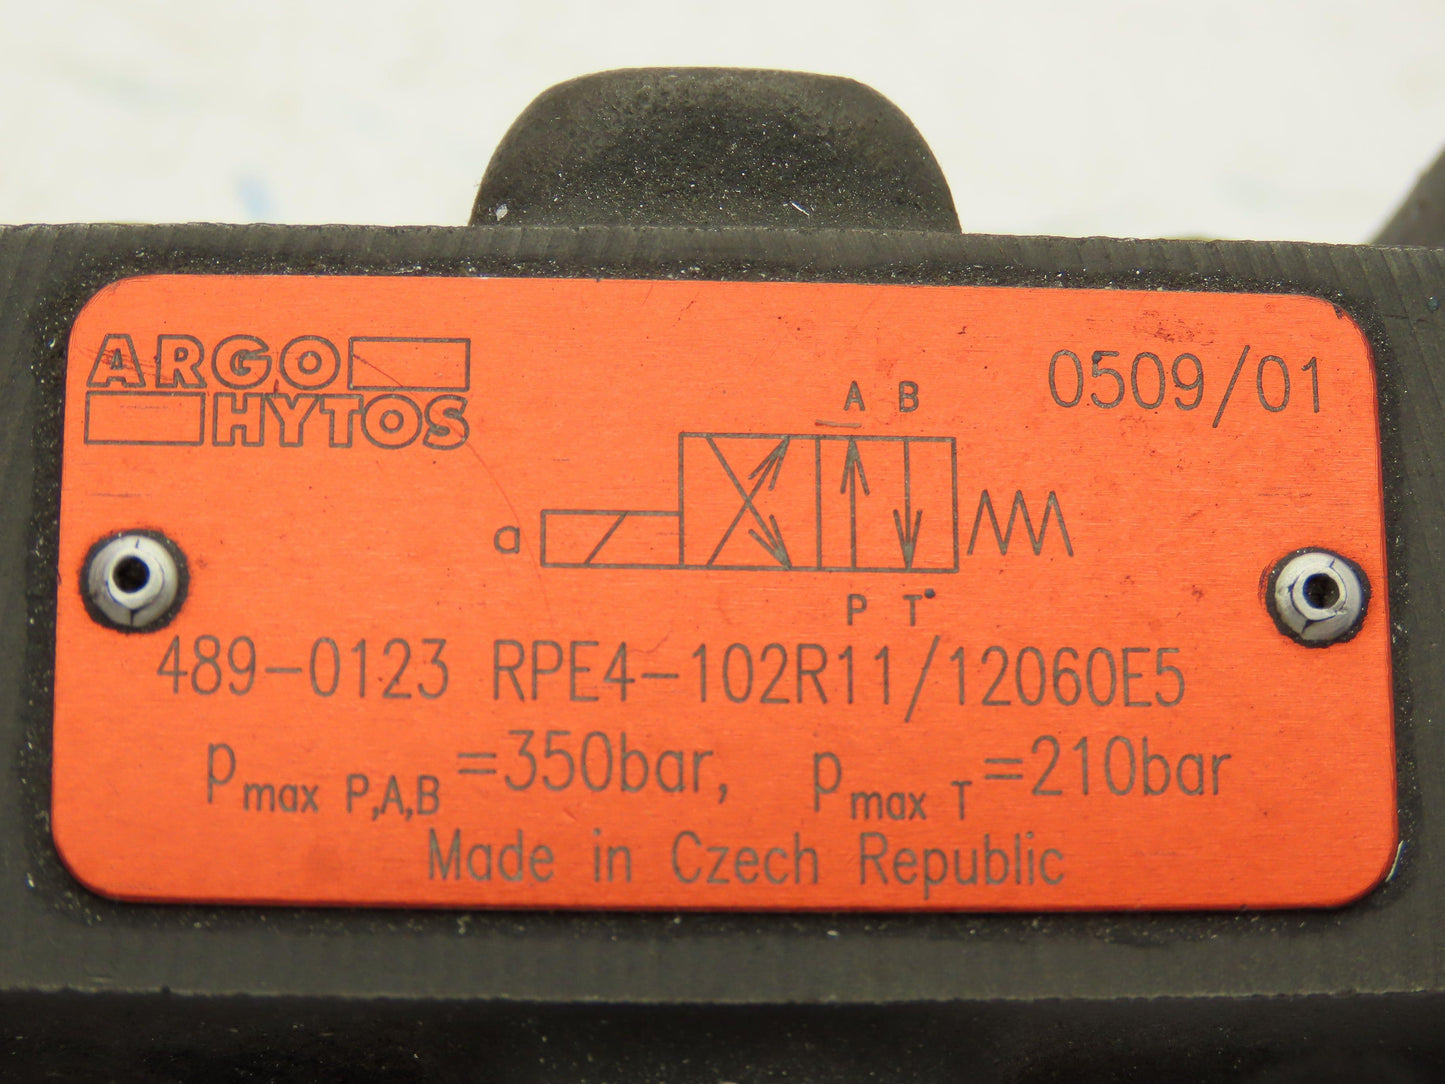 ARGO
HYTOS
0509/01
A B
a
P T
489-0123 RPE4-102R11/12060E5
pmax P,A,B =350bar, pmax T =210bar
Made in Czech Republic